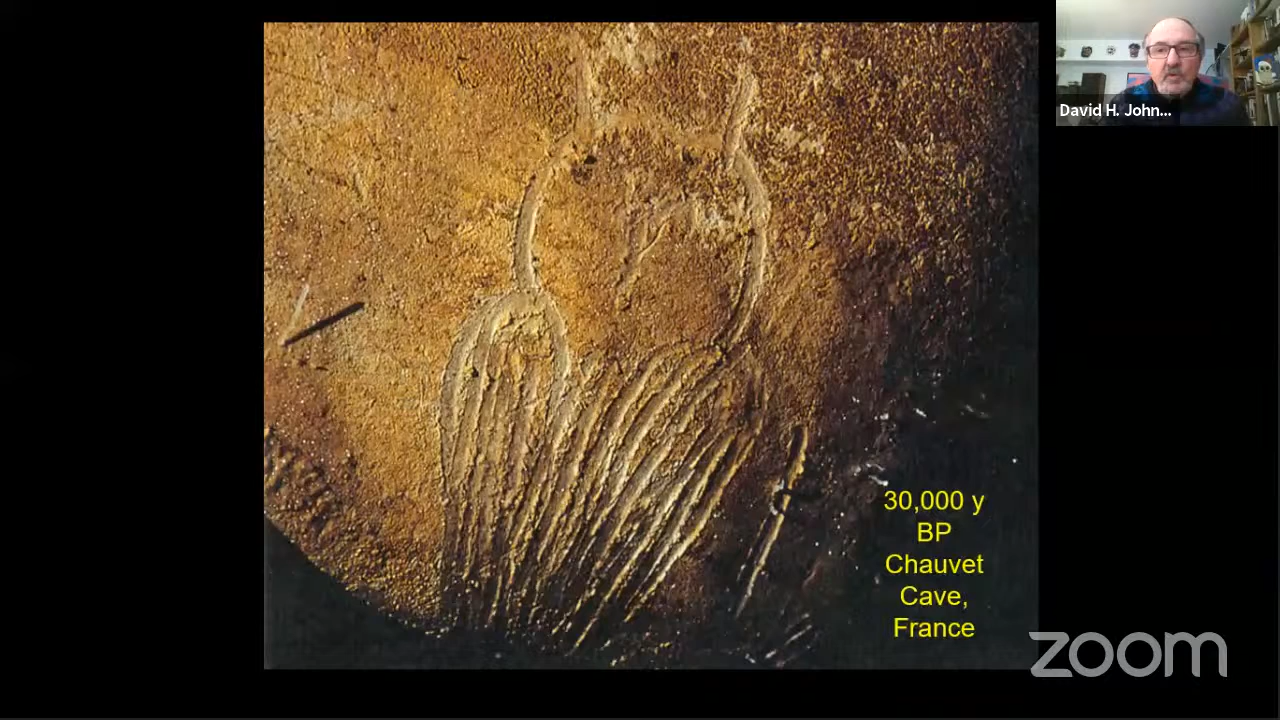 David H. John...
30,000 y
BP
Chauvet
Cave,
France
zoom